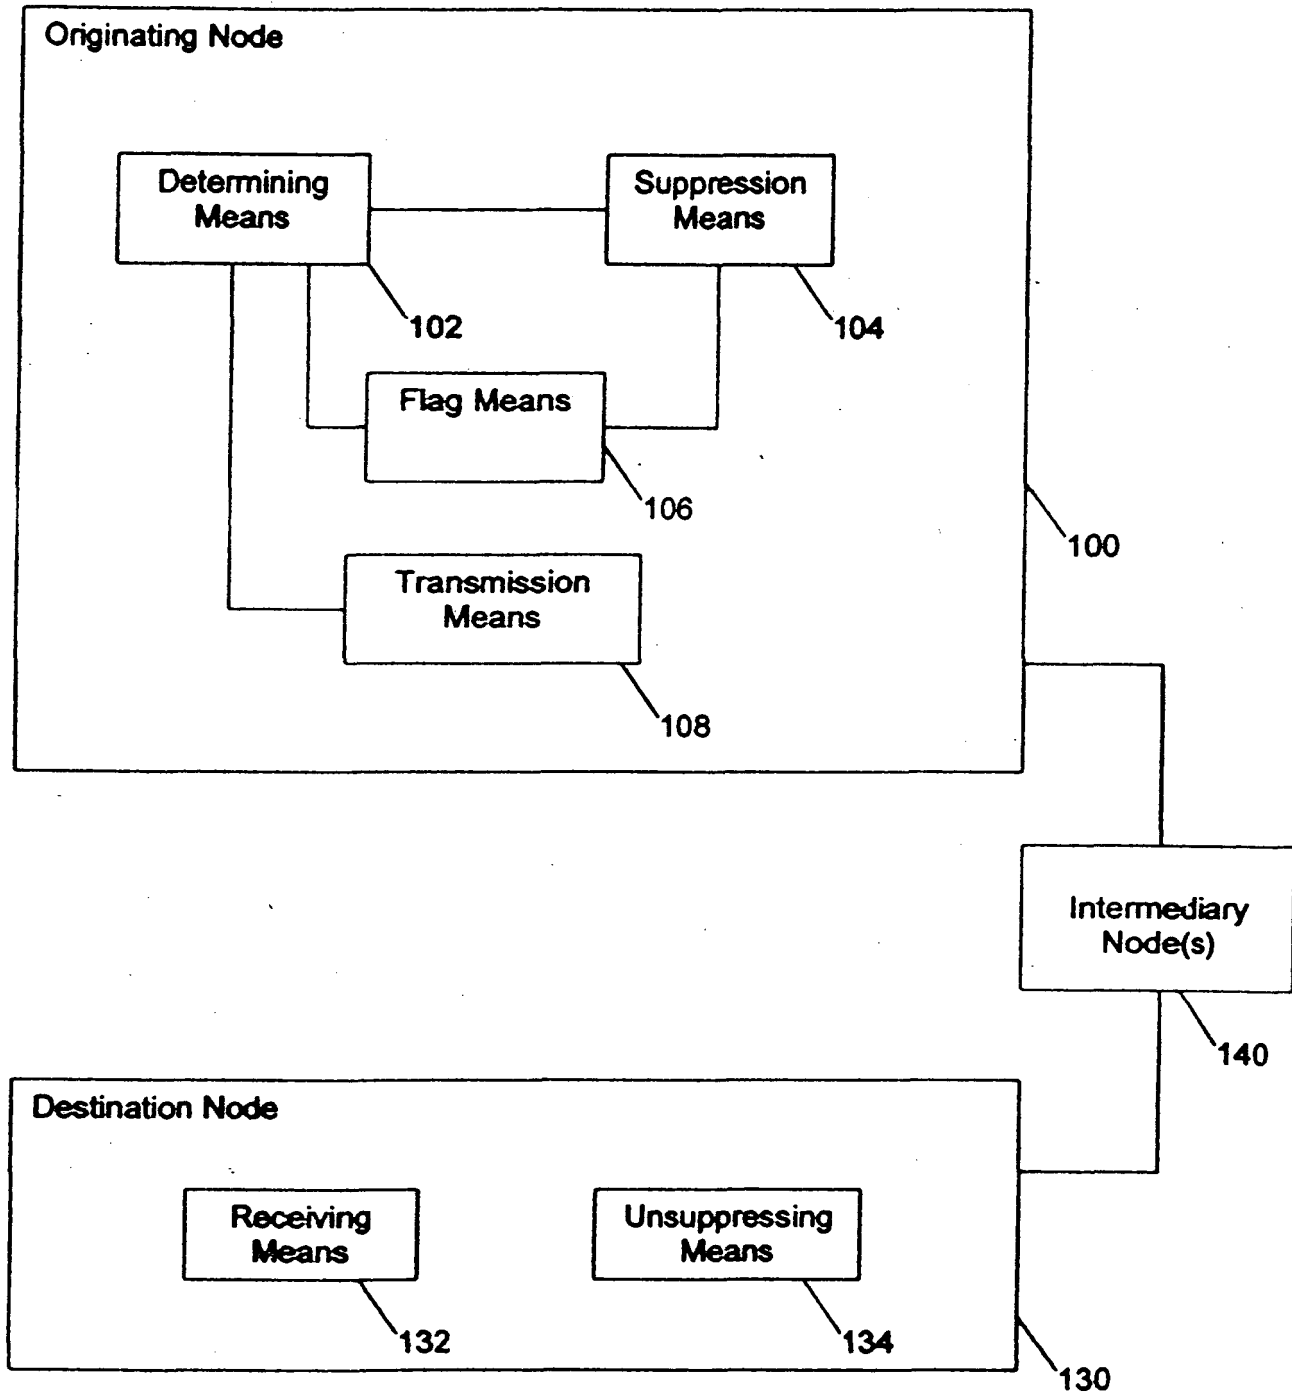 Originating Node
Determining
Means
Suppression
Means
102
104
Flag Means
106
100
Transmission
Means
108
Intermediary
Node(s)
140
Destination Node
Receiving
Means
Unsuppressing
Means
132
134
130